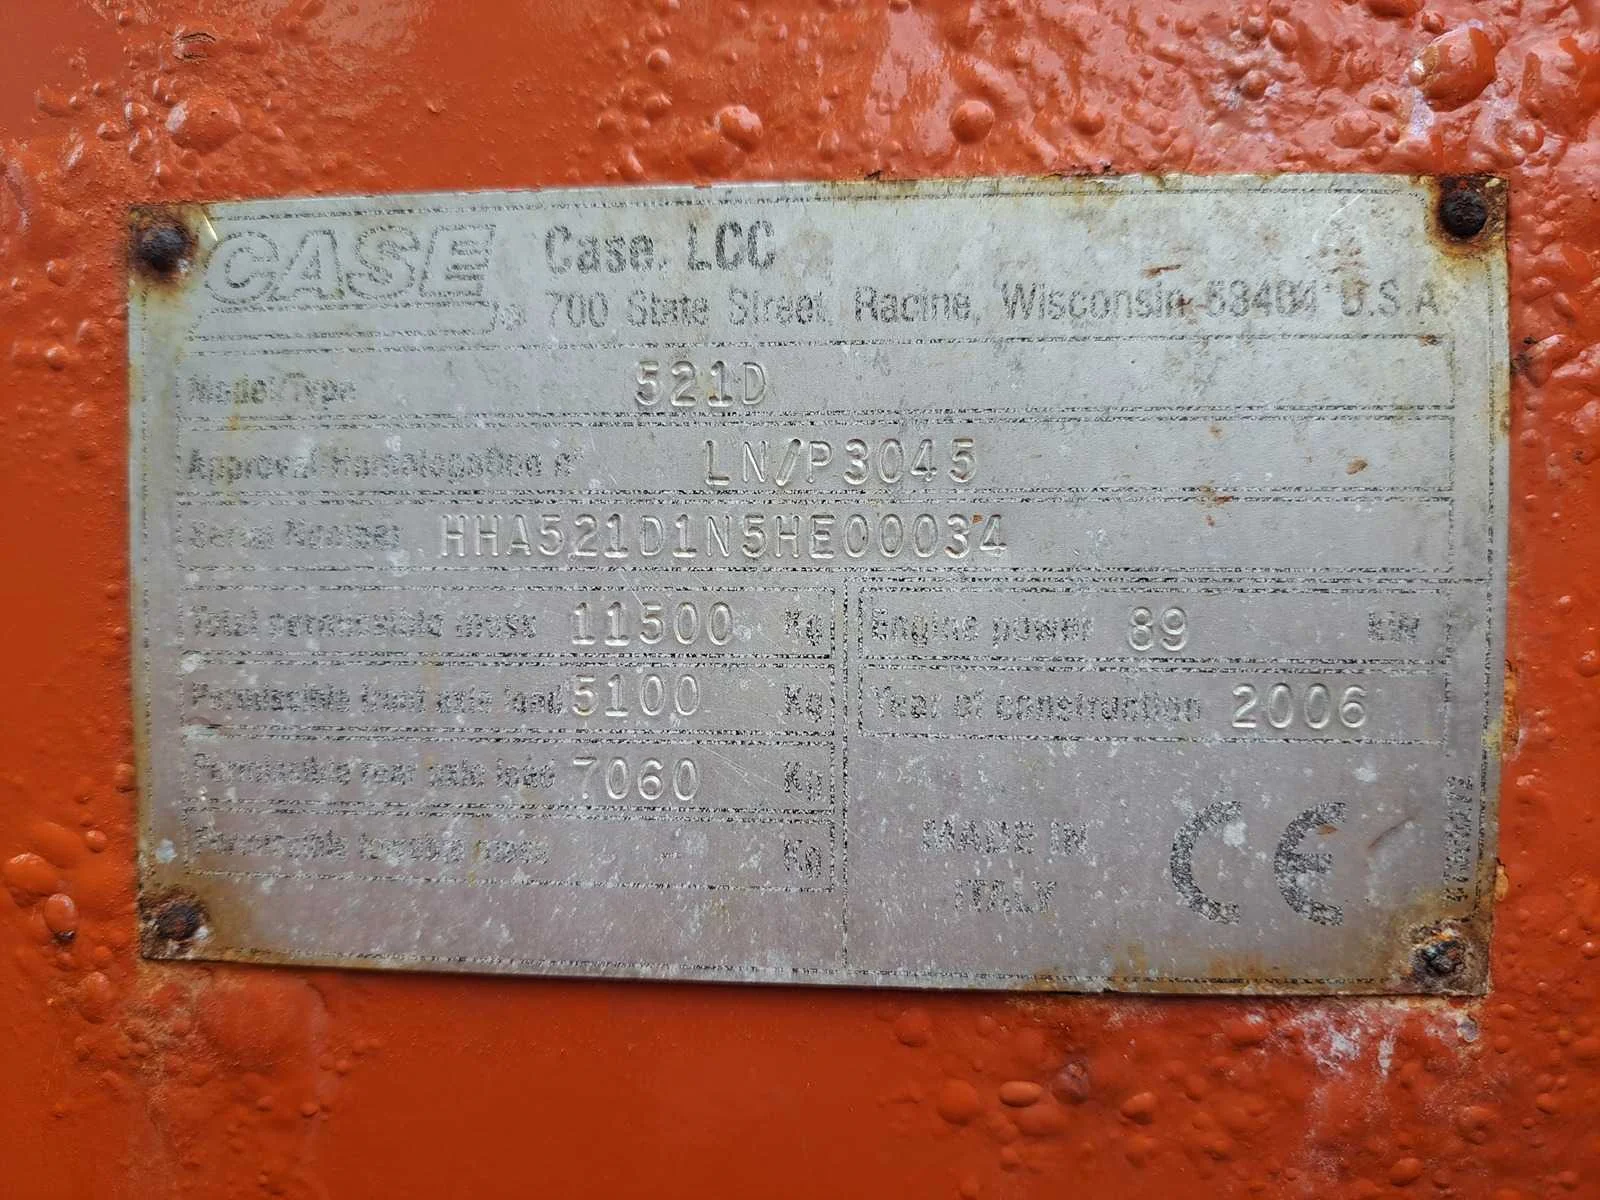 CASE Case, LCC
700 State Street, Racine, Wisconsin 53404 U.S.A.
Model/Type 521D
Approval Homologation n° LN/P3045
Serial Number HHA521D1N5HE00034
Total permissible mass 11500 Kg
Engine power 89 kW
Permissible front axle load 5100 Kg
Year of construction 2006
Permissible rear axle load 7060 Kg
Permissible towable mass - Kg
MADE IN
ITALY
CE